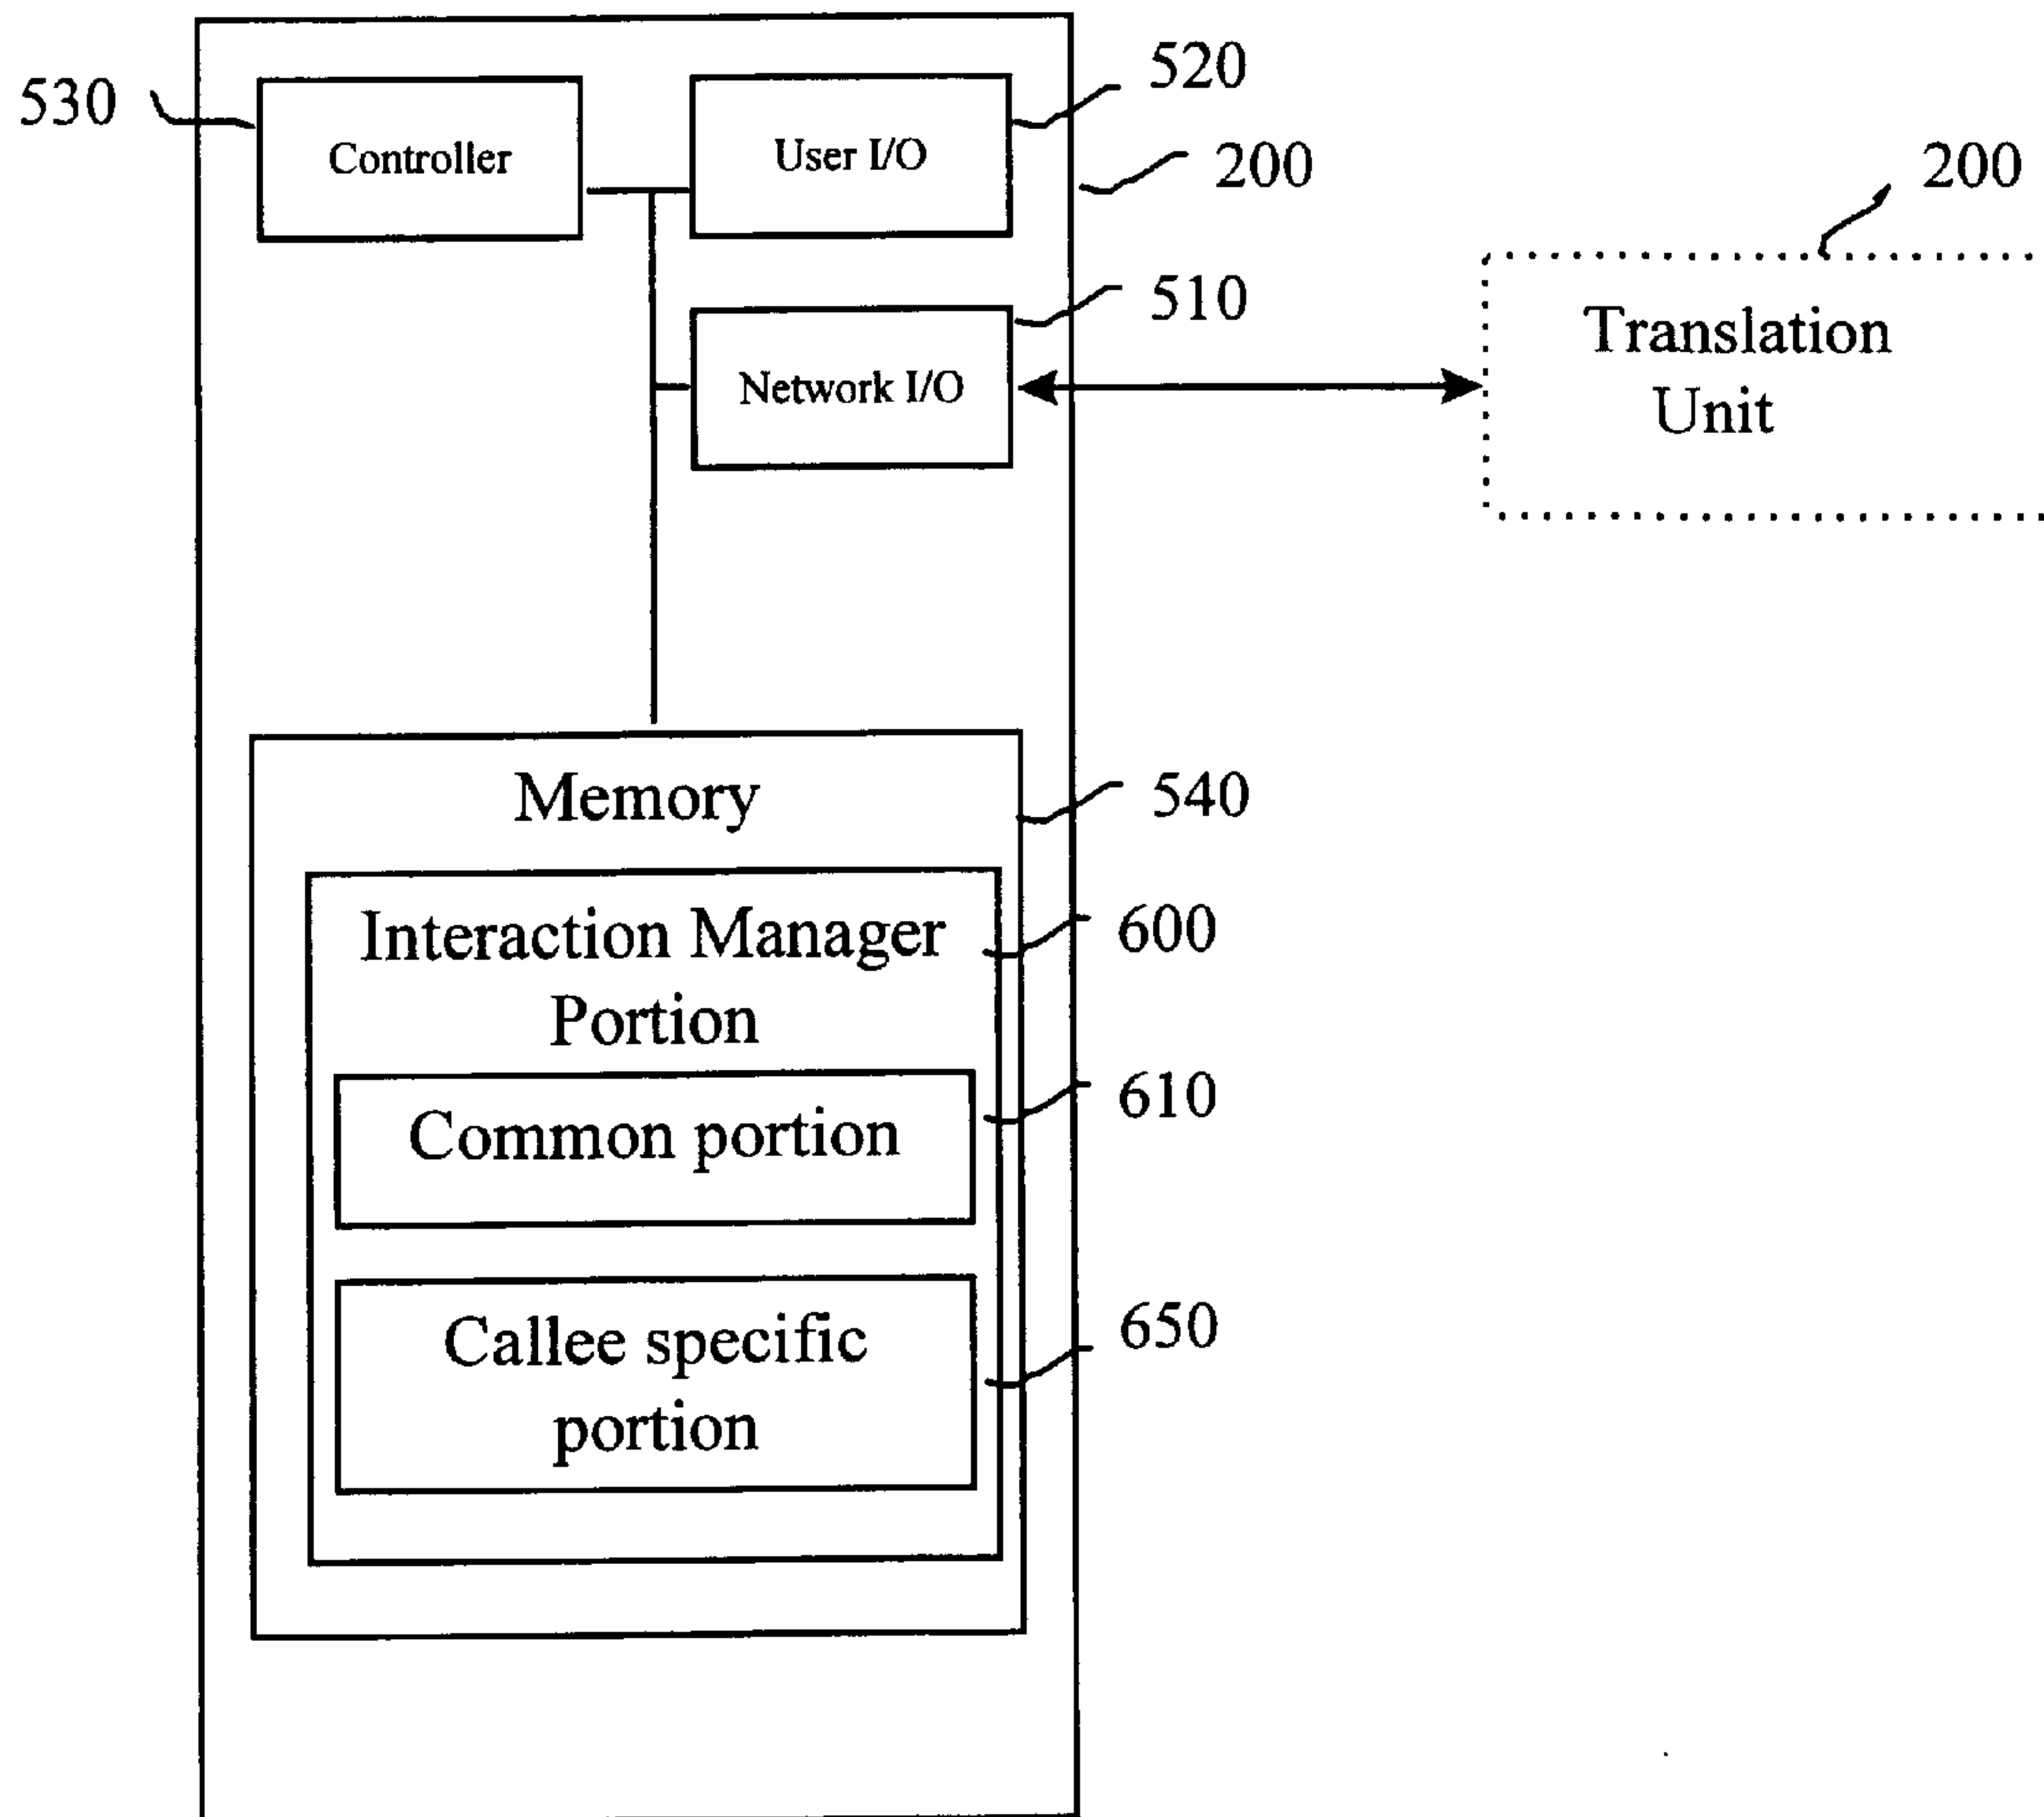 530
Controller
User I/O
520
200
200
510
Network I/O
Translation
Unit
Memory
540
Interaction Manager
Portion
600
Common portion
610
Callee specific
portion
650